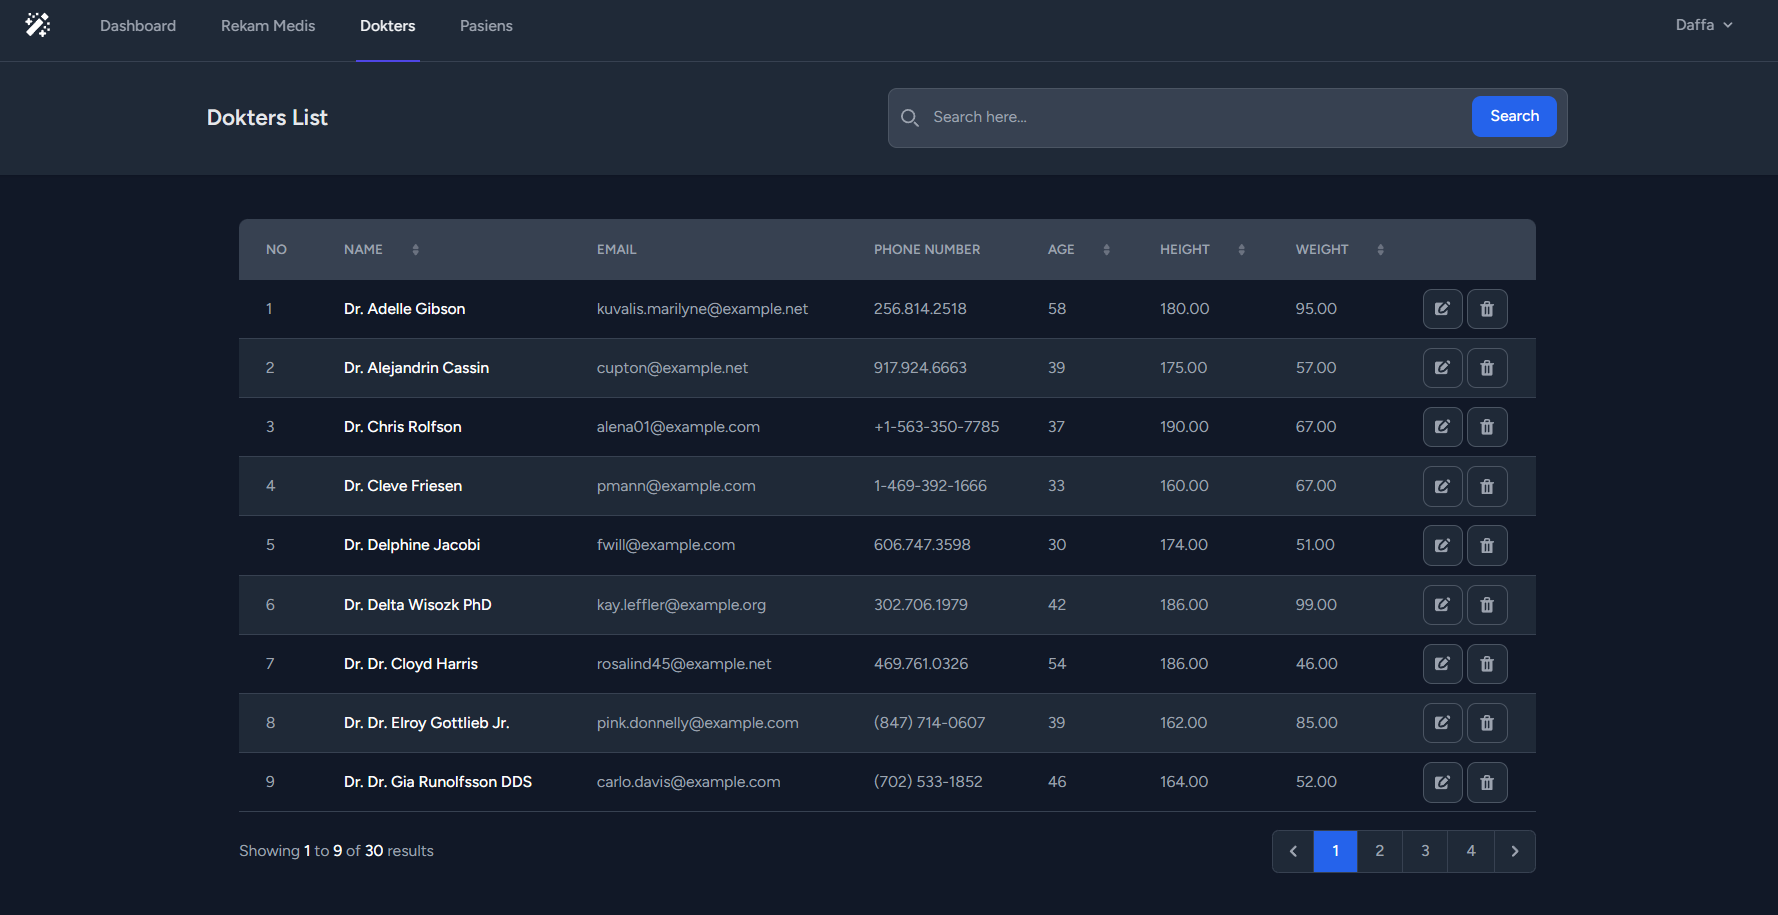 Dashboard Rekam Medis Dokters Pasiens Daffa
Dokters List Search here... Search
NO NAME EMAIL PHONE NUMBER AGE HEIGHT WEIGHT
1 Dr. Adelle Gibson kuvalis.marilyne@example.net 256.814.2518 58 180.00 95.00
2 Dr. Alejandrin Cassin cupton@example.net 917.924.6663 39 175.00 57.00
3 Dr. Chris Rolfson alena01@example.com +1-563-350-7785 37 190.00 67.00
4 Dr. Cleve Friesen pmann@example.com 1-469-392-1666 33 160.00 67.00
5 Dr. Delphine Jacobi fwill@example.com 606.747.3598 30 174.00 51.00
6 Dr. Delta Wisozk PhD kay.leffler@example.org 302.706.1979 42 186.00 99.00
7 Dr. Dr. Cloyd Harris rosalind45@example.net 469.761.0326 54 186.00 46.00
8 Dr. Dr. Elroy Gottlieb Jr. pink.donnelly@example.com (847) 714-0607 39 162.00 85.00
9 Dr. Dr. Gia Runolfsson DDS carlo.davis@example.com (702) 533-1852 46 164.00 52.00
Showing 1 to 9 of 30 results 1 2 3 4